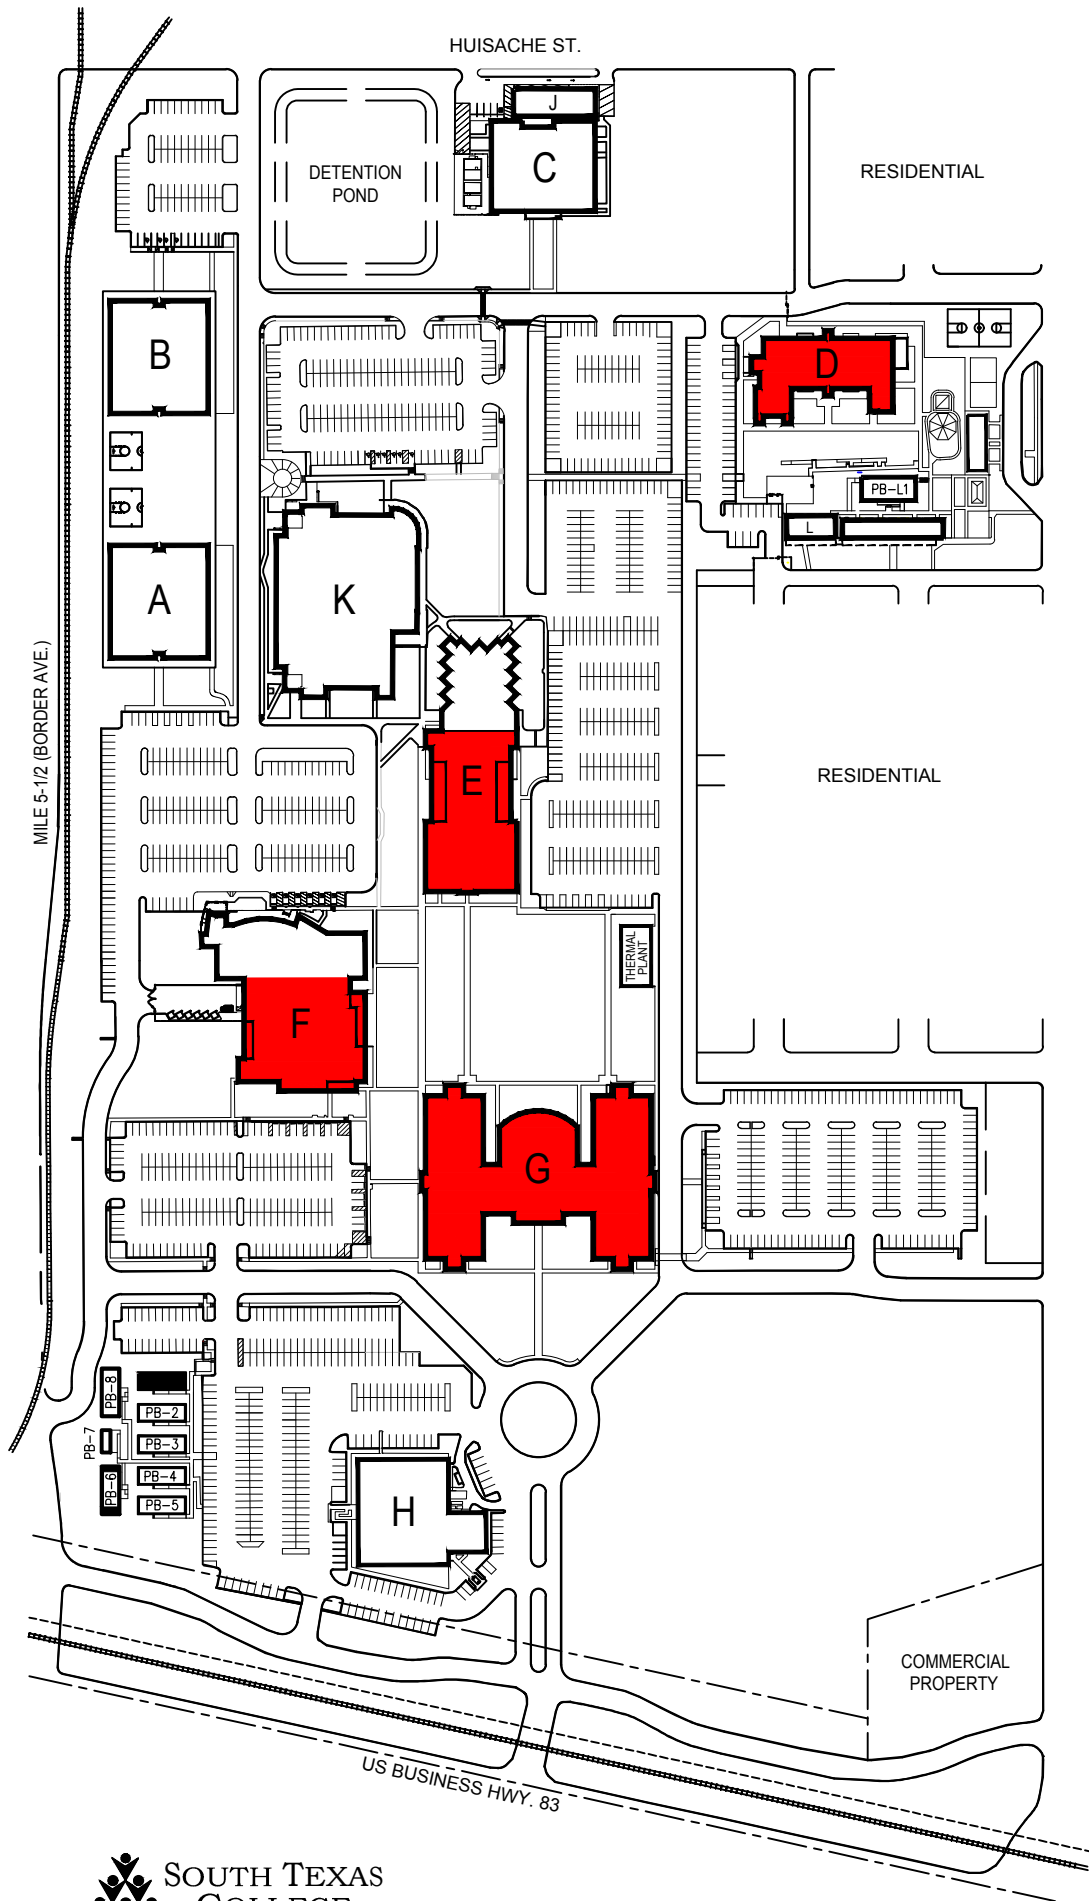 HUISACHE ST.
J
C
DETENTION
POND
RESIDENTIAL
B
D
PB-L1
L
A
K
MILE 5-1/2 (BORDER AVE.)
E
RESIDENTIAL
THERMAL
PLANT
F
G
PB-8
PB-2
PB-7
PB-3
PB-6
PB-4
PB-5
H
COMMERCIAL
PROPERTY
US BUSINESS HWY. 83
SOUTH TEXAS
COLLEGE